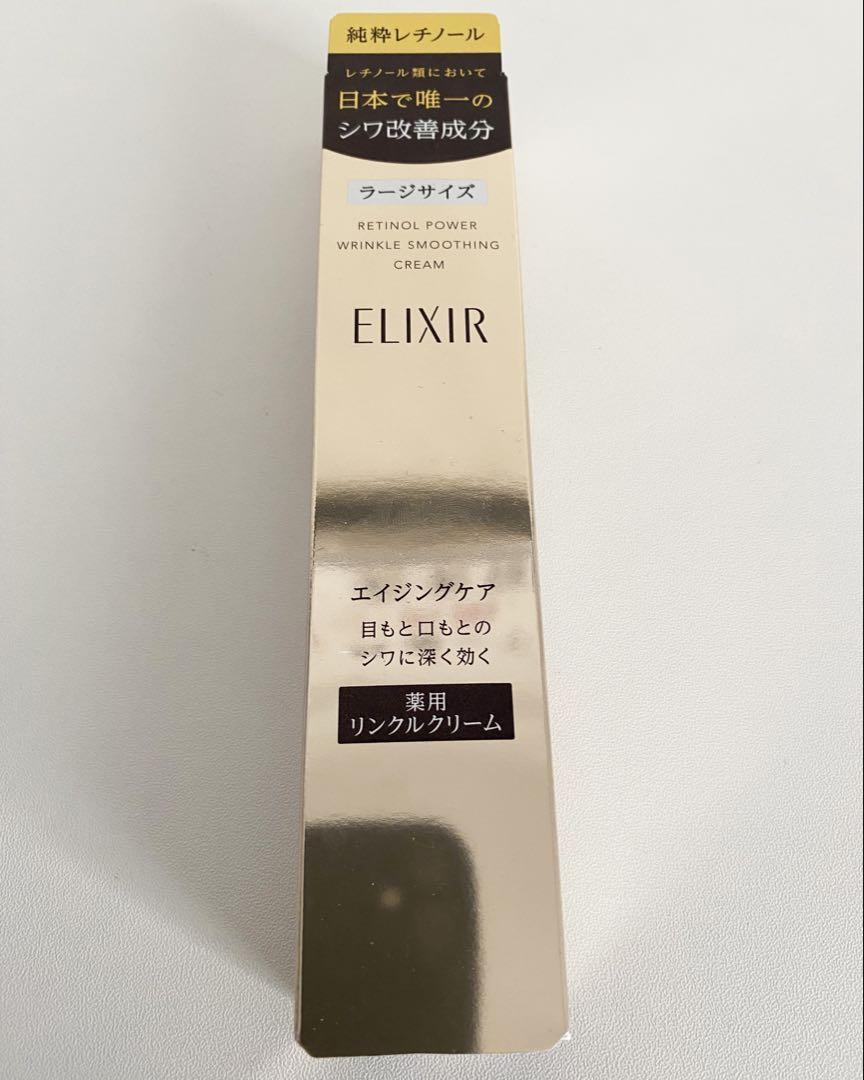 純粋レチノール
レチノール類において
日本で唯一の
シワ改善成分
ラージサイズ
RETINOL POWER
WRINKLE SMOOTHING
CREAM
ELIXIR
エイジングケア
目もと口もとの
シワに深く効く
薬用
リンクルクリーム